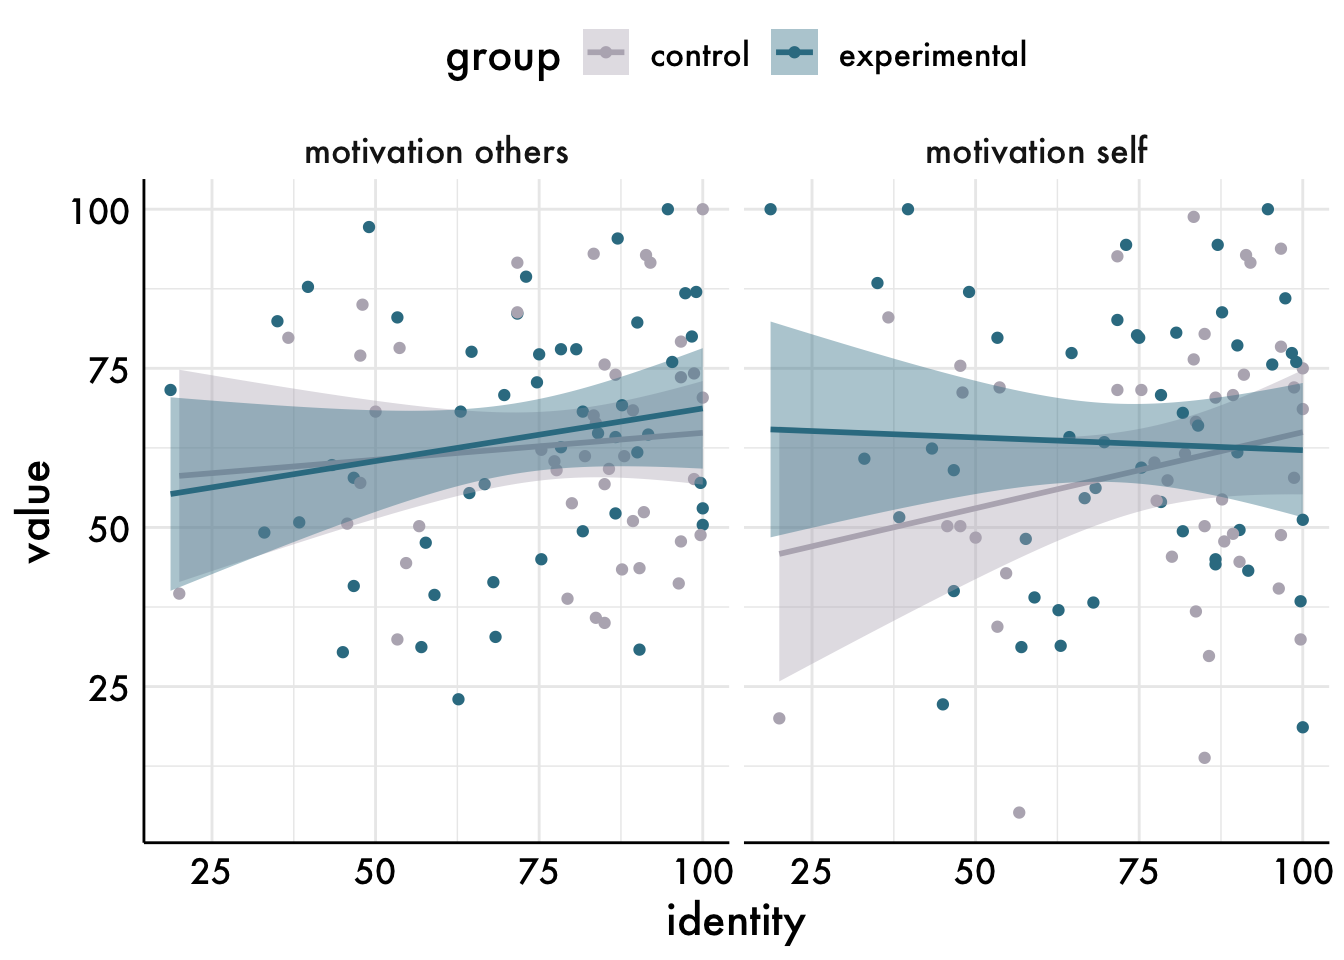 group control experimental
motivation others motivation self
100
75
50
25
value
25 50 75 100 25 50 75 100
identity